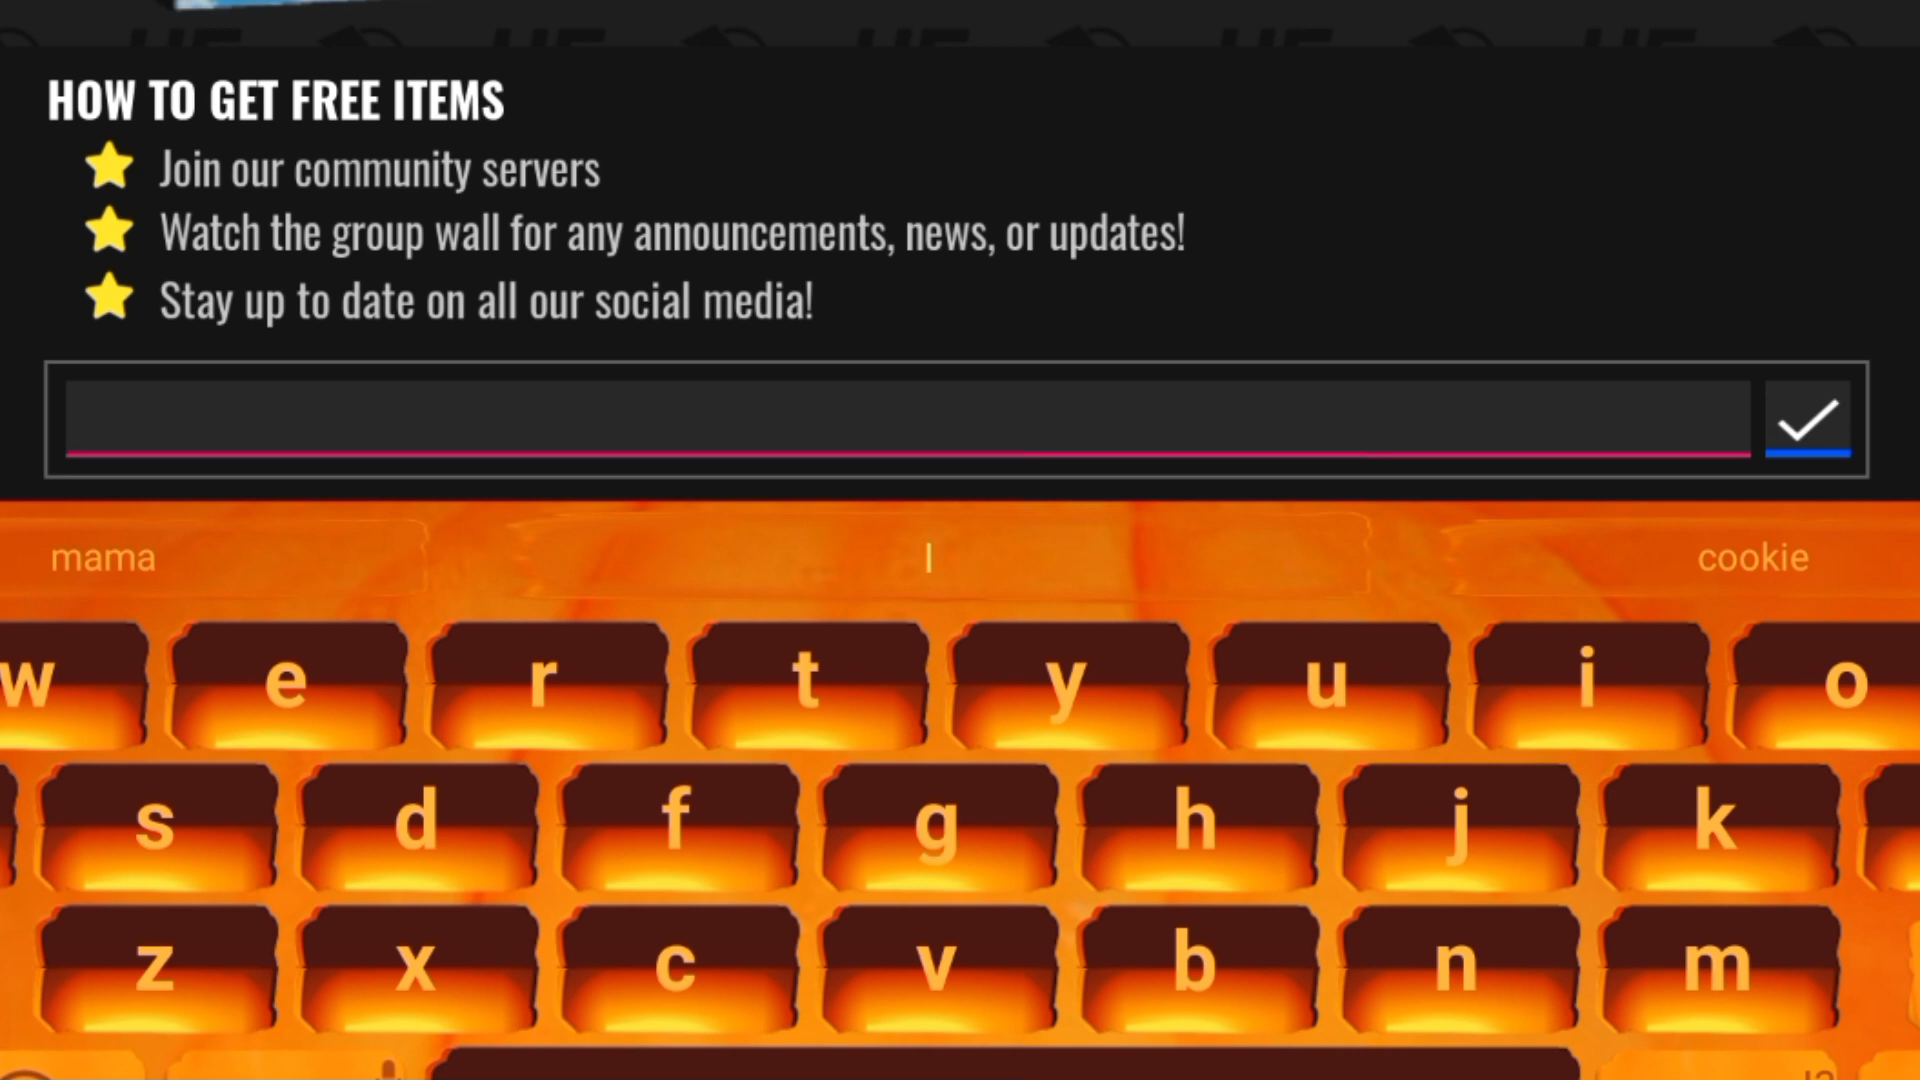 HOW TO GET FREE ITEMS
Join our community servers
Watch the group wall for any announcements, news, or updates!
Stay up to date on all our social media!
mama I cookie
w e r t y u i o
s d f g h j k
z x c v b n m